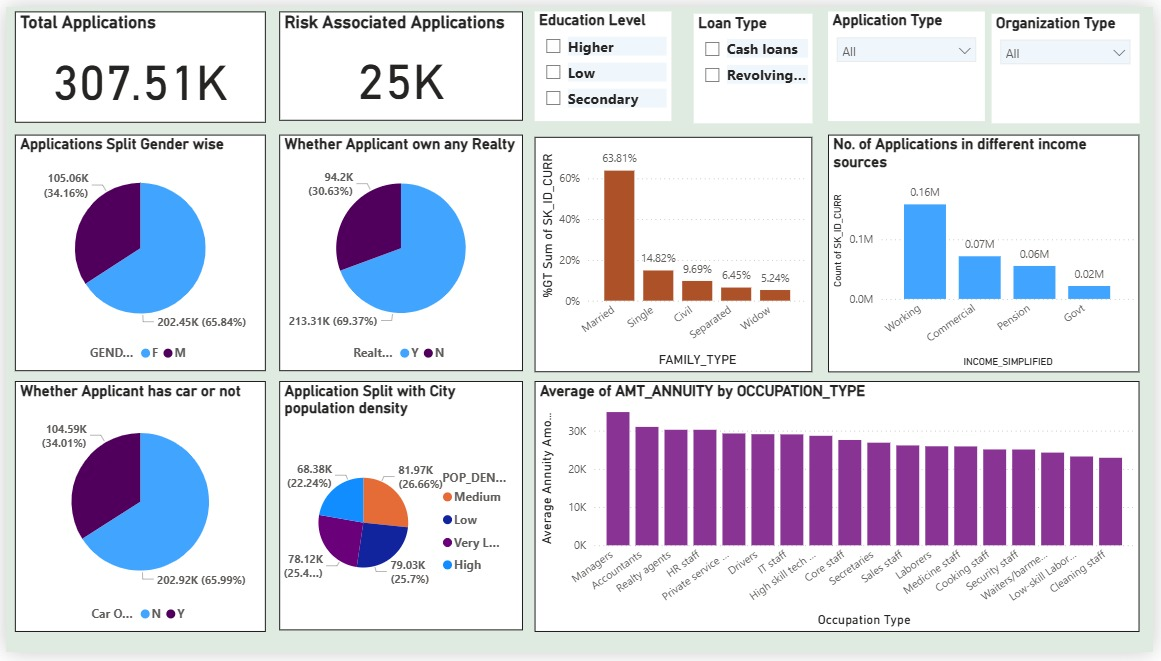 Total Applications
307.51K
Risk Associated Applications
25K
Education Level
Higher
Low
Secondary
Loan Type
Cash loans
Revolving...
Application Type
All
Organization Type
All
Applications Split Gender wise
105.06K
(34.16%)
202.45K (65.84%)
GEND... F M
Whether Applicant own any Realty
94.2K
(30.63%)
213.31K (69.37%)
Realt... Y N
%GT Sum of SK_ID_CURR
60%
40%
20%
0%
63.81%
14.82%
9.69%
6.45%
5.24%
Married
Single
Civil
Separated
Widow
FAMILY_TYPE
No. of Applications in different income
sources
Count of SK_ID_CURR
0.1M
0.0M
0.16M
0.07M
0.06M
0.02M
Working
Commercial
Pension
Govt
INCOME_SIMPLIFIED
Whether Applicant has car or not
104.59K
(34.01%)
202.92K (65.99%)
Car O... N Y
Application Split with City
population density
68.38K
(22.24%)
81.97K
(26.66%)
78.12K
(25.4...)
79.03K
(25.7%)
POP_DEN...
Medium
Low
Very L...
High
Average of AMT_ANNUITY by OCCUPATION_TYPE
Average Annuity Amo...
30K
20K
10K
0K
Managers
Accountants
Realty agents
HR staff
Private service ...
Drivers
IT staff
High skill tech ...
Core staff
Secretaries
Sales staff
Laborers
Medicine staff
Cooking staff
Security staff
Waiters/barme...
Low-skill Labor...
Cleaning staff
Occupation Type